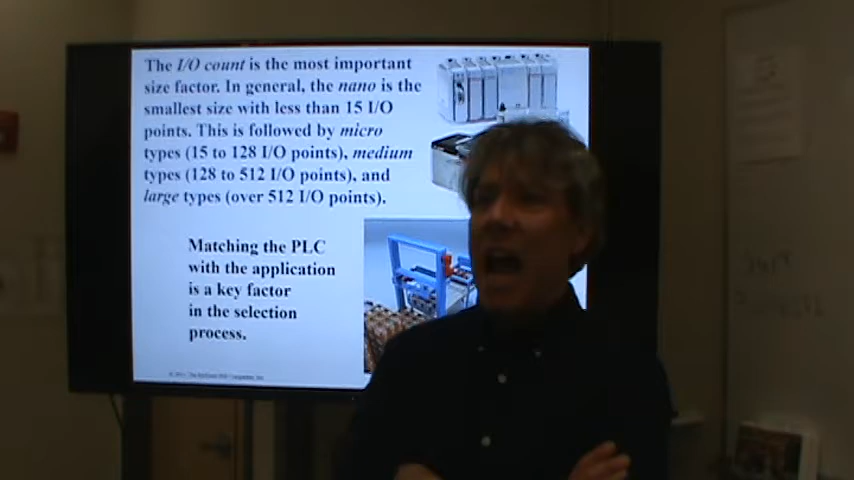 The I/O count is the most important
size factor. In general, the nano is the
smallest size with less than 15 I/O
points. This is followed by micro
types (15 to 128 I/O points), medium
types (128 to 512 I/O points), and
large types (over 512 I/O points).
Matching the PLC
with the application
is a key factor
in the selection
process.